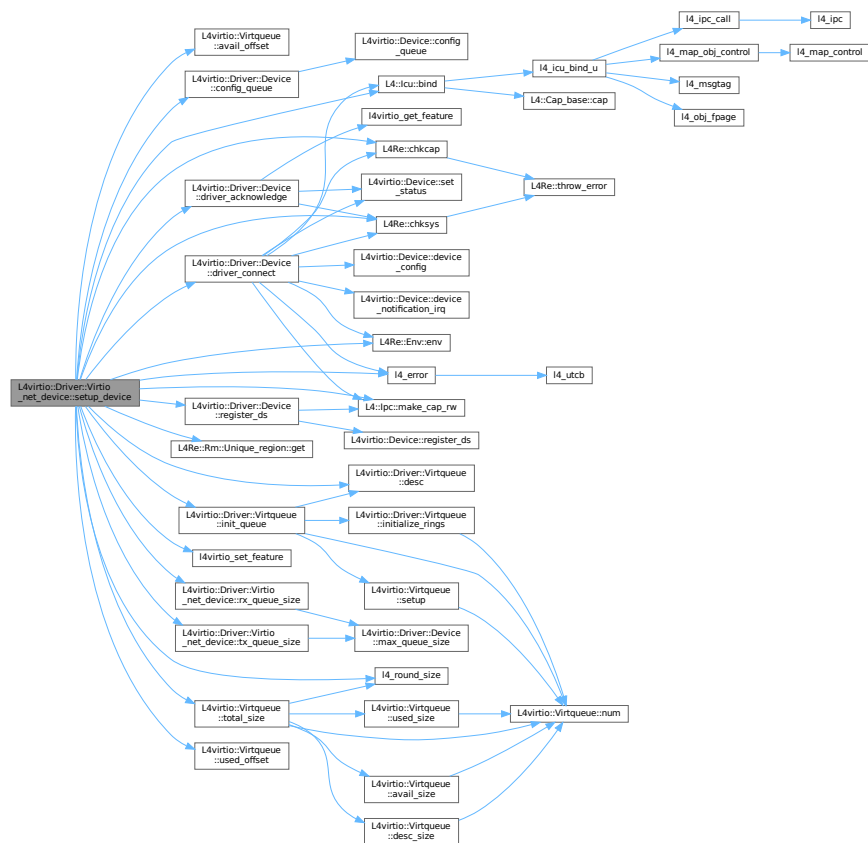 L4virtio::Driver::Virtio
_net_device::setup_device
L4virtio::Virtqueue
::avail_offset
L4virtio::Driver::Device
::config_queue
L4virtio::Driver::Device
::driver_acknowledge
L4virtio::Driver::Device
::driver_connect
L4virtio::Driver::Device
::register_ds
L4Re::Rm::Unique_region::get
L4virtio::Driver::Virtqueue
::init_queue
l4virtio_set_feature
L4virtio::Driver::Virtio
_net_device::rx_queue_size
L4virtio::Driver::Virtio
_net_device::tx_queue_size
L4virtio::Virtqueue
::total_size
L4virtio::Virtqueue
::used_offset
L4virtio::Device::config
_queue
L4::Icu::bind
l4virtio_get_feature
L4Re::chkcap
L4virtio::Device::set
_status
L4Re::chksys
L4virtio::Device::device
_config
L4virtio::Device::device
_notification_irq
L4Re::Env::env
l4_error
L4::Ipc::make_cap_rw
L4virtio::Device::register_ds
L4virtio::Driver::Virtqueue
::desc
L4virtio::Driver::Virtqueue
::initialize_rings
L4virtio::Virtqueue
::setup
L4virtio::Driver::Device
::max_queue_size
l4_round_size
L4virtio::Virtqueue
::used_size
L4virtio::Virtqueue
::avail_size
L4virtio::Virtqueue
::desc_size
l4_icu_bind_u
L4::Cap_base::cap
L4Re::throw_error
l4_utcb
L4virtio::Virtqueue::num
l4_ipc_call
l4_map_obj_control
l4_msgtag
l4_obj_fpage
l4_ipc
l4_map_control